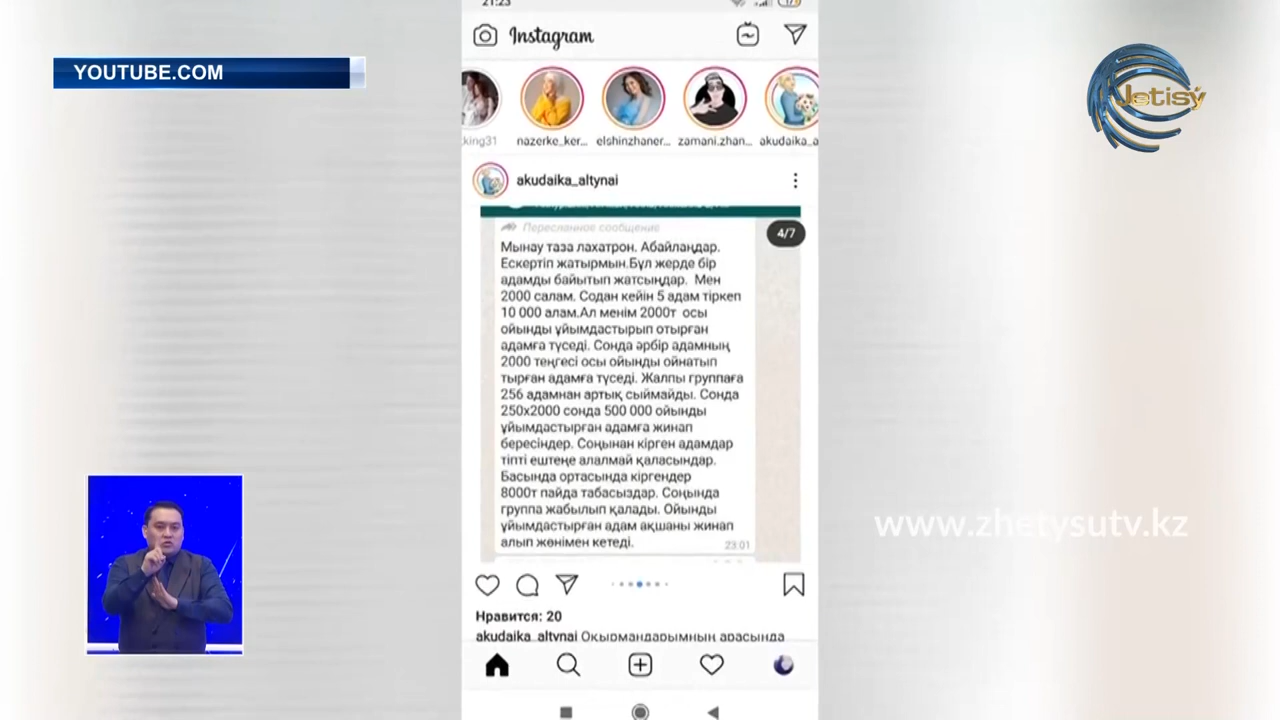 21:23
YOUTUBE.COM
Instagram
Jetisý
king31
nazerke_ker...
elshinzhaner...
zamani.zhan...
akudaika_a
akudaika_altynai
Пересланное сообщение
4/7
Мынау таза лахатрон. Абайлаңдар.
Ескертіп жатырмын.Бұл жерде бір
адамды байытып жатсыңдар. Мен
2000 салам. Содан кейін 5 адам тіркеп
10 000 алам.Ал менім 2000т осы
ойынды ұйымдастырып отырған
адамға түседі. Сонда әрбір адамның
2000 теңгесі осы ойынды ойнатып
тырған адамға түседі. Жалпы группаға
256 адамнан артық сыймайды. Сонда
250х2000 сонда 500 000 ойынды
ұйымдастырған адамға жинап
бересіңдер. Соңынан кірген адамдар
тіпті ештеңе алалмай қаласыңдар.
Басында ортасында кіргендер
8000т пайда табасыздар. Соңында
группа жабылып қалады. Ойынды
ұйымдастырған адам ақшаны жинап
алып жөнімен кетеді.
23:01
www.zhetysutv.kz
Нравится: 20
akudaika_altynai Оқырмандарымның арасында